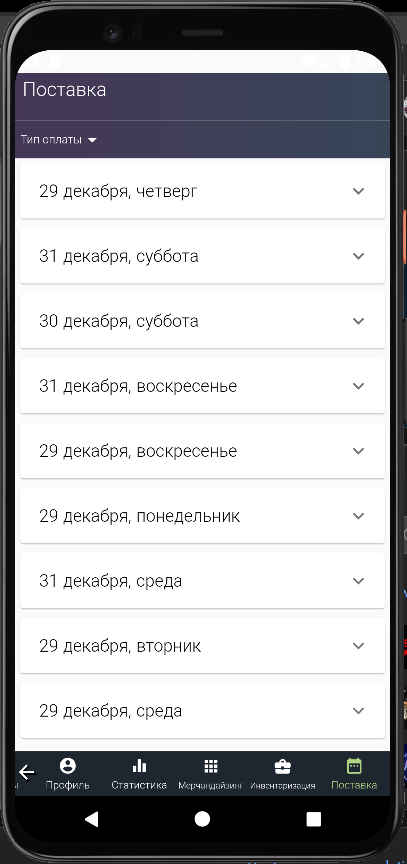 Поставка
Тип оплаты
29 декабря, четверг
31 декабря, суббота
30 декабря, суббота
31 декабря, воскресенье
29 декабря, воскресенье
29 декабря, понедельник
31 декабря, среда
29 декабря, вторник
29 декабря, среда
ы Профиль Статистика Мерчандайзинг Инвентаризация Поставка